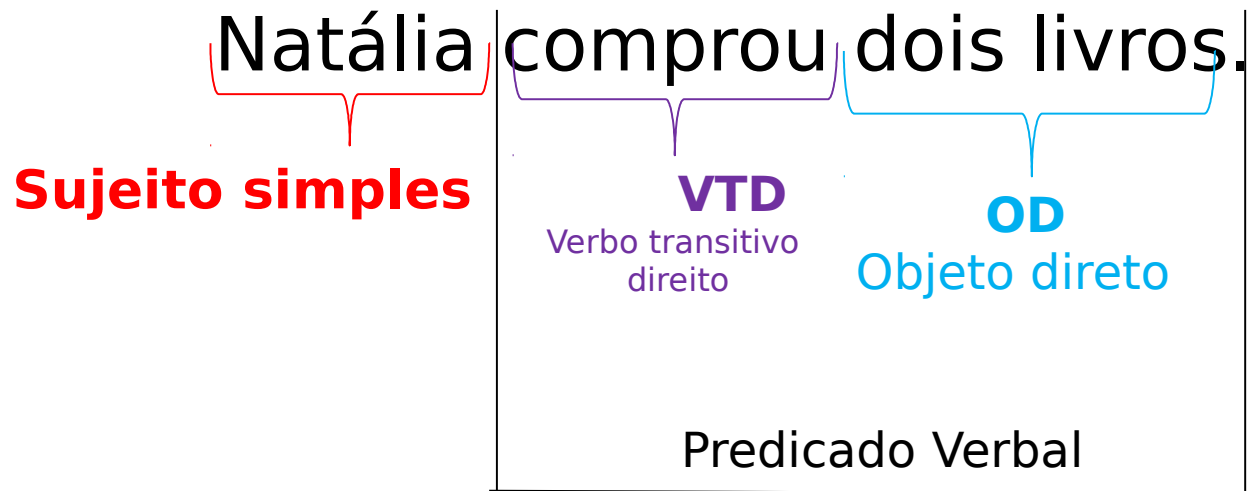 Natália comprou dois livros.
Sujeito simples
VTD
Verbo transitivo
direito
OD
Objeto direto
Predicado Verbal